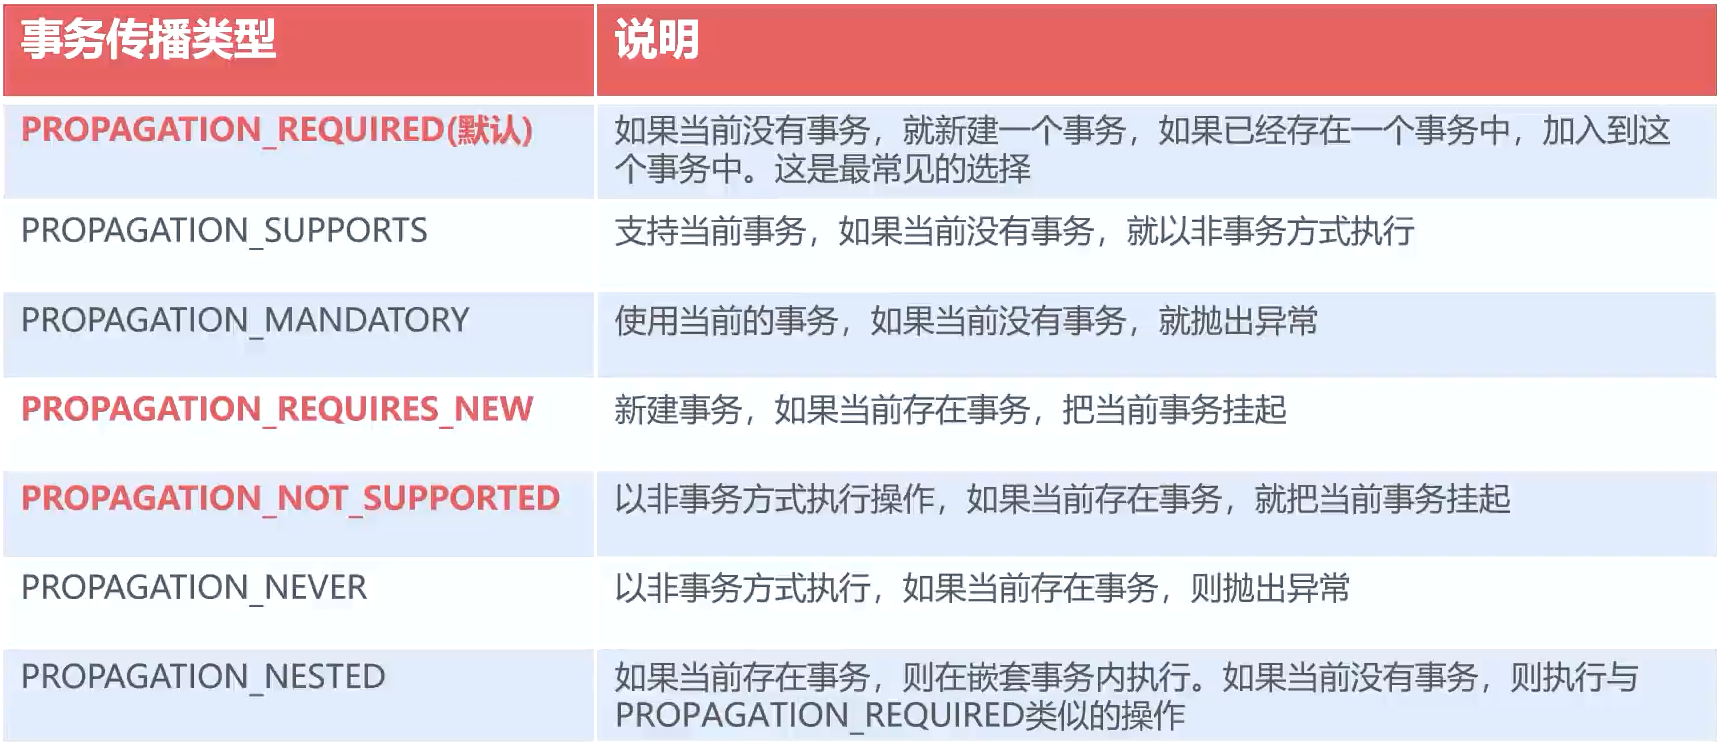 事务传播类型
说明
PROPAGATION_REQUIRED(默认)
如果当前没有事务，就新建一个事务，如果已经存在一个事务中，加入到这
个事务中。这是最常见的选择
PROPAGATION_SUPPORTS
支持当前事务，如果当前没有事务，就以非事务方式执行
PROPAGATION_MANDATORY
使用当前的事务，如果当前没有事务，就抛出异常
PROPAGATION_REQUIRES_NEW
新建事务，如果当前存在事务，把当前事务挂起
PROPAGATION_NOT_SUPPORTED
以非事务方式执行操作，如果当前存在事务，就把当前事务挂起
PROPAGATION_NEVER
以非事务方式执行，如果当前存在事务，则抛出异常
PROPAGATION_NESTED
如果当前存在事务，则在嵌套事务内执行。如果当前没有事务，则执行与
PROPAGATION_REQUIRED类似的操作